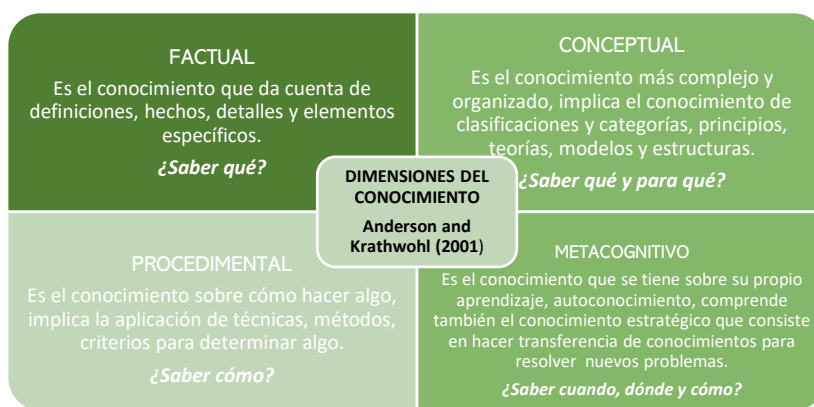 FACTUAL
Es el conocimiento que da cuenta de
definiciones, hechos, detalles y elementos
específicos.
¿Saber qué?
CONCEPTUAL
Es el conocimiento más complejo y
organizado, implica el conocimiento de
clasificaciones y categorías, principios,
teorías, modelos y estructuras.
¿Saber qué y para qué?
DIMENSIONES DEL
CONOCIMIENTO
Anderson and
Krathwohl (2001)
PROCEDIMENTAL
Es el conocimiento sobre cómo hacer algo,
implica la aplicación de técnicas, métodos,
criterios para determinar algo.
¿Saber cómo?
METACOGNITIVO
Es el conocimiento que se tiene sobre su propio
aprendizaje, autoconocimiento, comprende
también el conocimiento estratégico que consiste
en hacer transferencia de conocimientos para
resolver nuevos problemas.
¿Saber cuando, dónde y cómo?